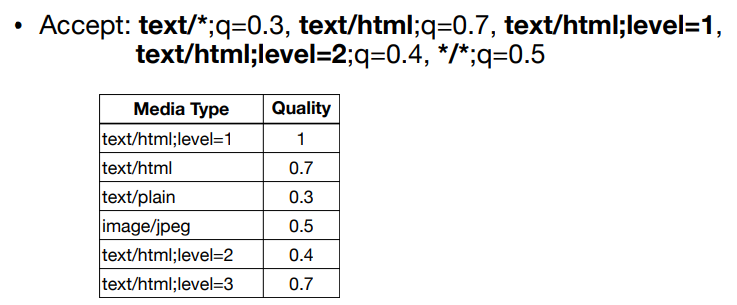 • Accept: text/*;q=0.3, text/html;q=0.7, text/html;level=1,
text/html;level=2;q=0.4, */*;q=0.5
Media Type Quality
text/html;level=1 1
text/html 0.7
text/plain 0.3
image/jpeg 0.5
text/html;level=2 0.4
text/html;level=3 0.7